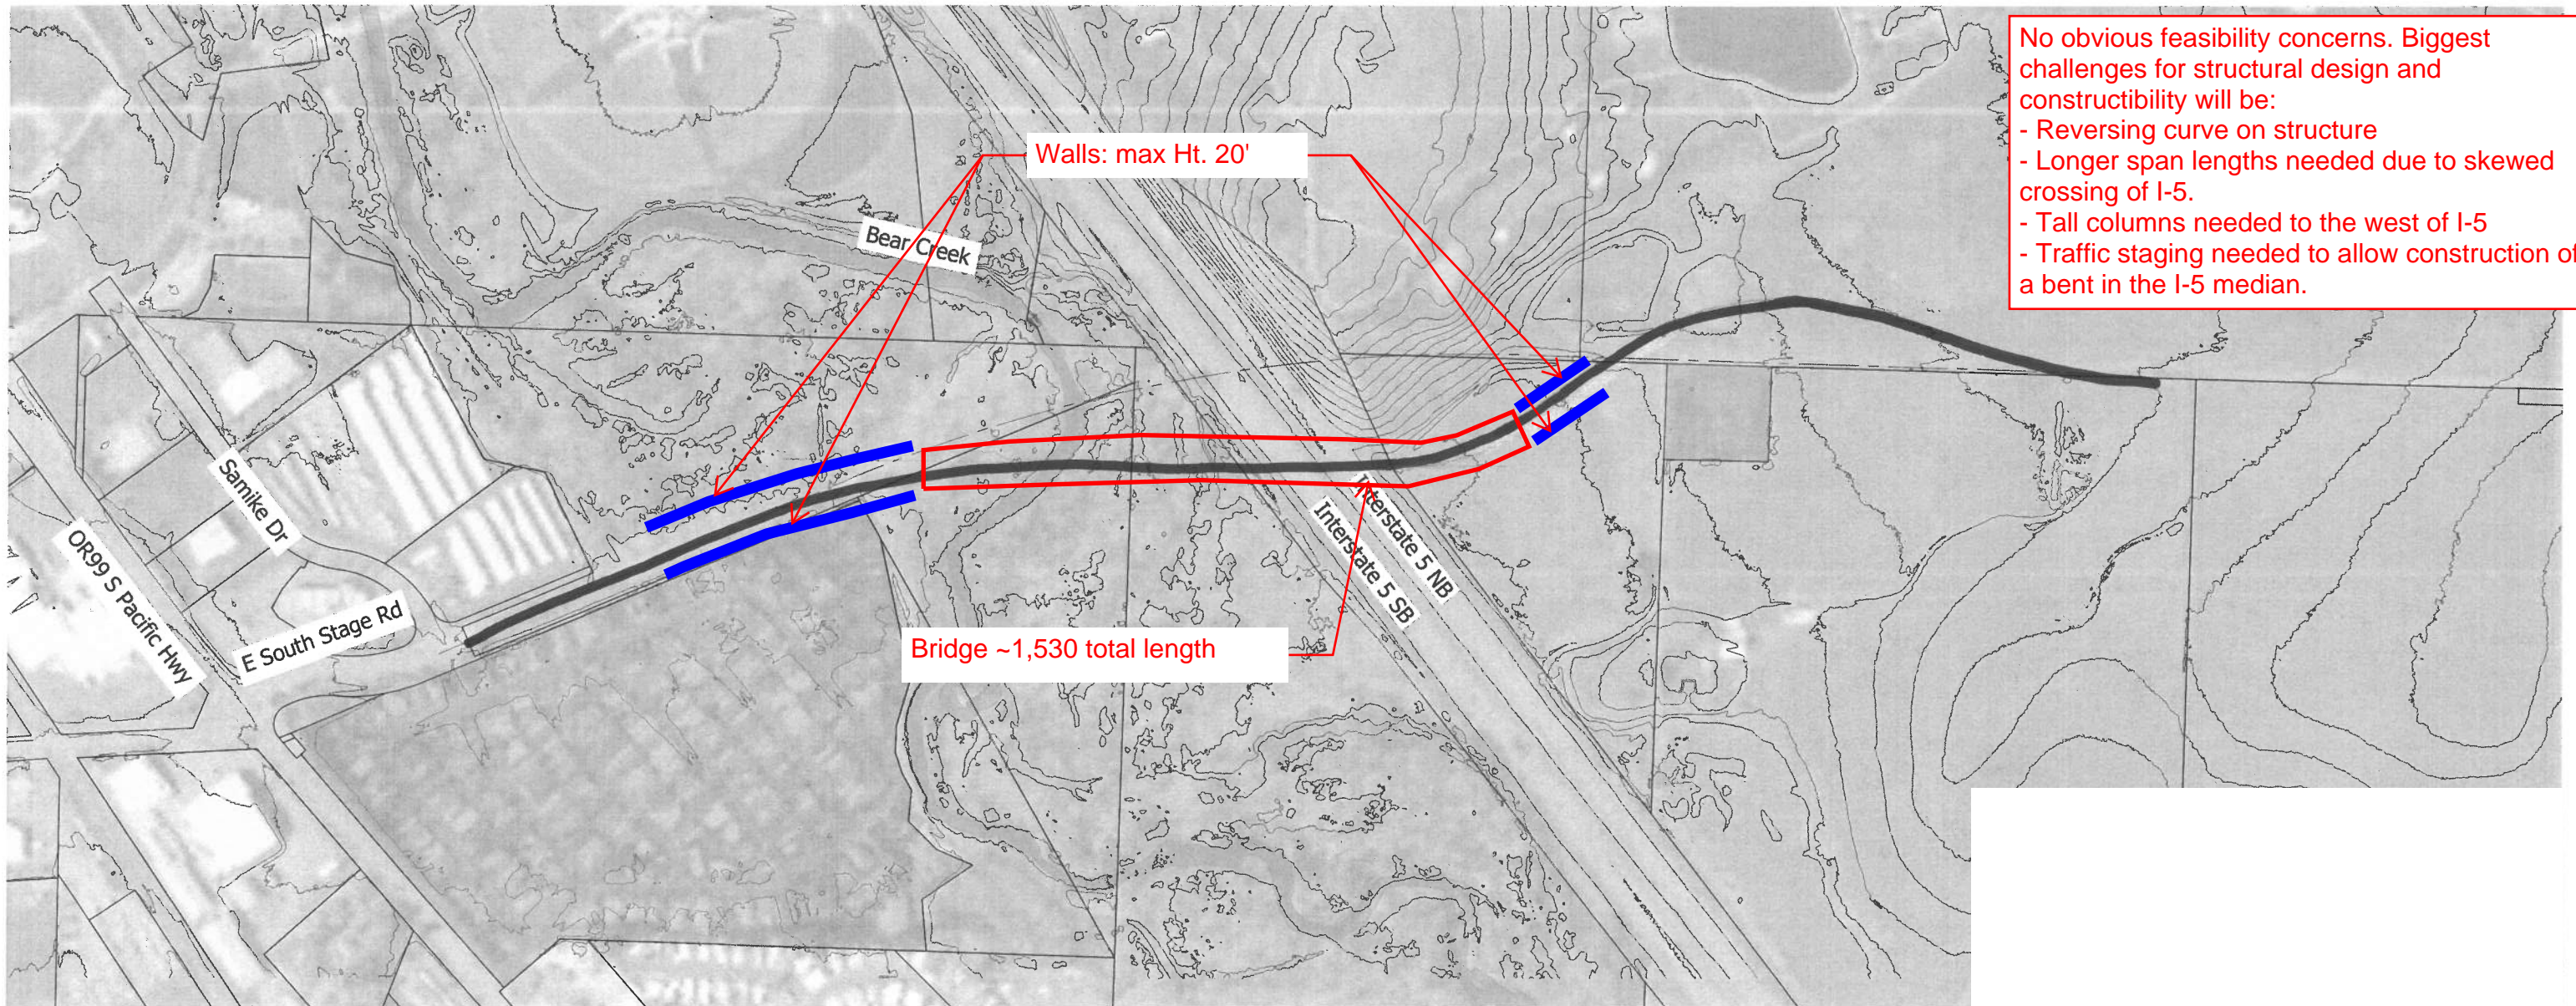 No obvious feasibility concerns. Biggest
challenges for structural design and
constructibility will be:
- Reversing curve on structure
- Longer span lengths needed due to skewed
crossing of I-5.
- Tall columns needed to the west of I-5
- Traffic staging needed to allow construction of
a bent in the I-5 median.
Walls: max Ht. 20'
Bear Creek
Samike Dr
OR99 S Pacific Hwy
E South Stage Rd
Interstate 5 NB
Interstate 5 SB
Bridge ~1,530 total length